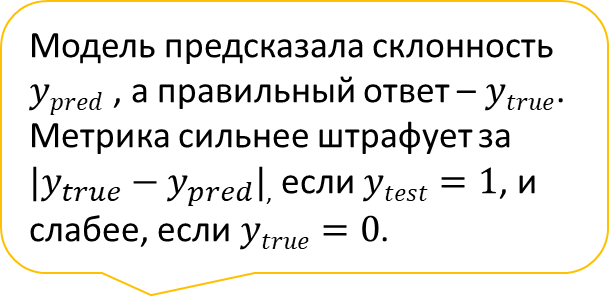 Модель предсказала склонность
y_pred , а правильный ответ – y_true.
Метрика сильнее штрафует за
|y_true − y_pred|, если y_test = 1, и
слабее, если y_true = 0.